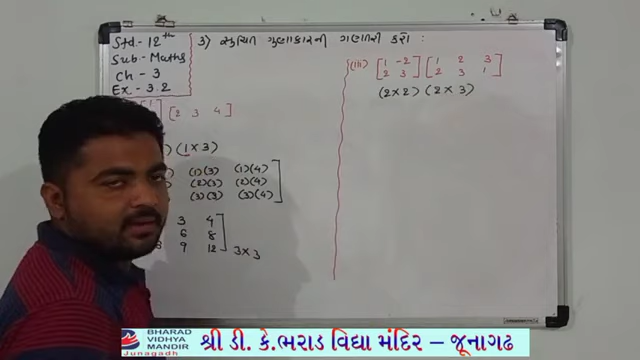 Std - 12th
Sub - Maths
Ch - 3
Ex - 3.2
3) સૂચિત ગુણાકારની ગણતરી કરો :
[2 3 4]
(1×3)
(1)(3) (1)(4)
(2)(3) (2)(4)
(3)(3) (3)(4)
3 4
6 8
9 12
3×3
(iii) [1 -2] [1 2 3]
[2 3] [2 3 1]
(2×2) (2×3)
BHARAD
VIDHYA
MANDIR
Junagadh
શ્રી ડી. કે.ભરાડ વિદ્યા મંદિર – જૂનાગઢ